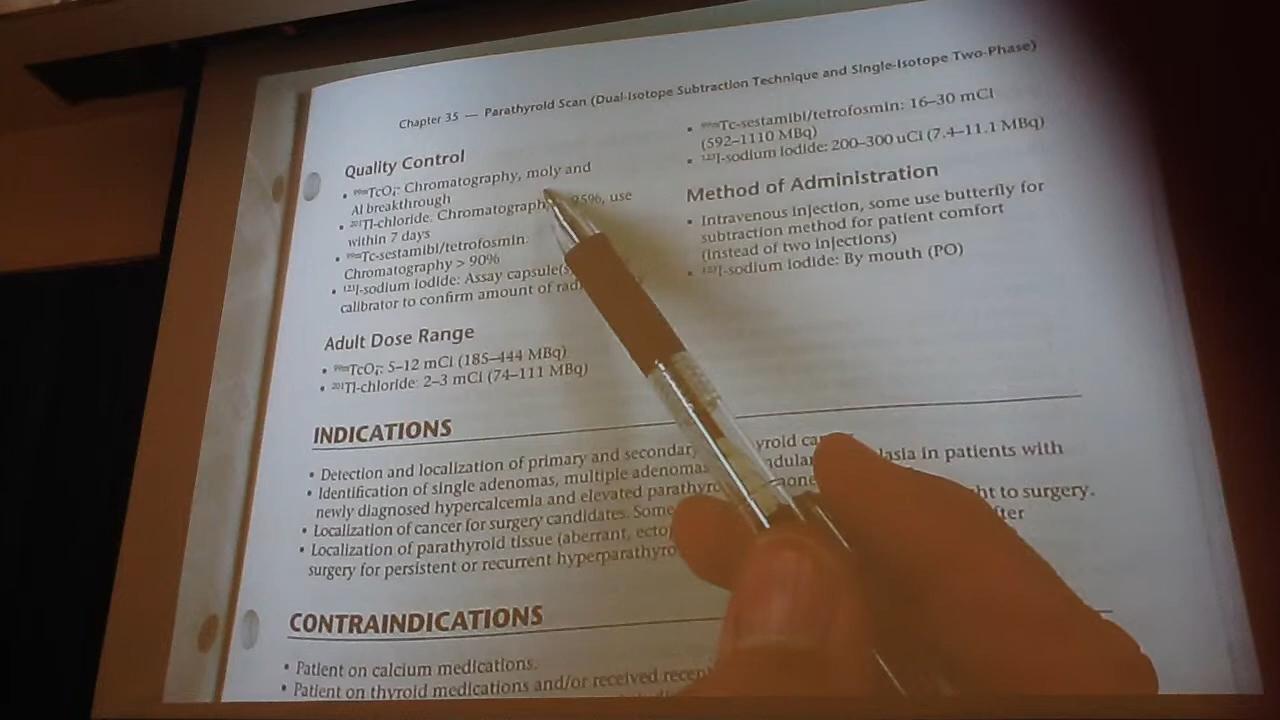 Chapter 35 — Parathyroid Scan (Dual-Isotope Subtraction Technique and Single-Isotope Two-Phase)
Quality Control
• ⁹⁹ᵐTcO₄⁻: Chromatography, moly and
Al breakthrough
• ²⁰¹Tl-chloride: Chromatography 95%, use
within 7 days
• ⁹⁹ᵐTc-sestamibi/tetrofosmin:
Chromatography > 90%
• ¹²³I-sodium iodide: Assay capsule(s)
calibrator to confirm amount of
Adult Dose Range
• ⁹⁹ᵐTcO₄⁻: 5–12 mCi (185–444 MBq)
• ²⁰¹Tl-chloride: 2–3 mCi (74–111 MBq)
• ⁹⁹ᵐTc-sestamibi/tetrofosmin: 16–30 mCi
(592–1110 MBq)
• ¹²³I-sodium iodide: 200–300 uCi (7.4–11.1 MBq)
Method of Administration
• Intravenous injection, some use butterfly for
subtraction method for patient comfort
(instead of two injections)
• ¹²³I-sodium iodide: By mouth (PO)
INDICATIONS
• Detection and localization of primary and secondary
• Identification of single adenomas, multiple adenomas in patients with
newly diagnosed hypercalcemia and elevated
• Localization of cancer for surgery candidates. Some to surgery.
• Localization of parathyroid tissue (aberrant,
surgery for persistent or recurrent
CONTRAINDICATIONS
• Patient on calcium medications.
• Patient on thyroid medications and/or received